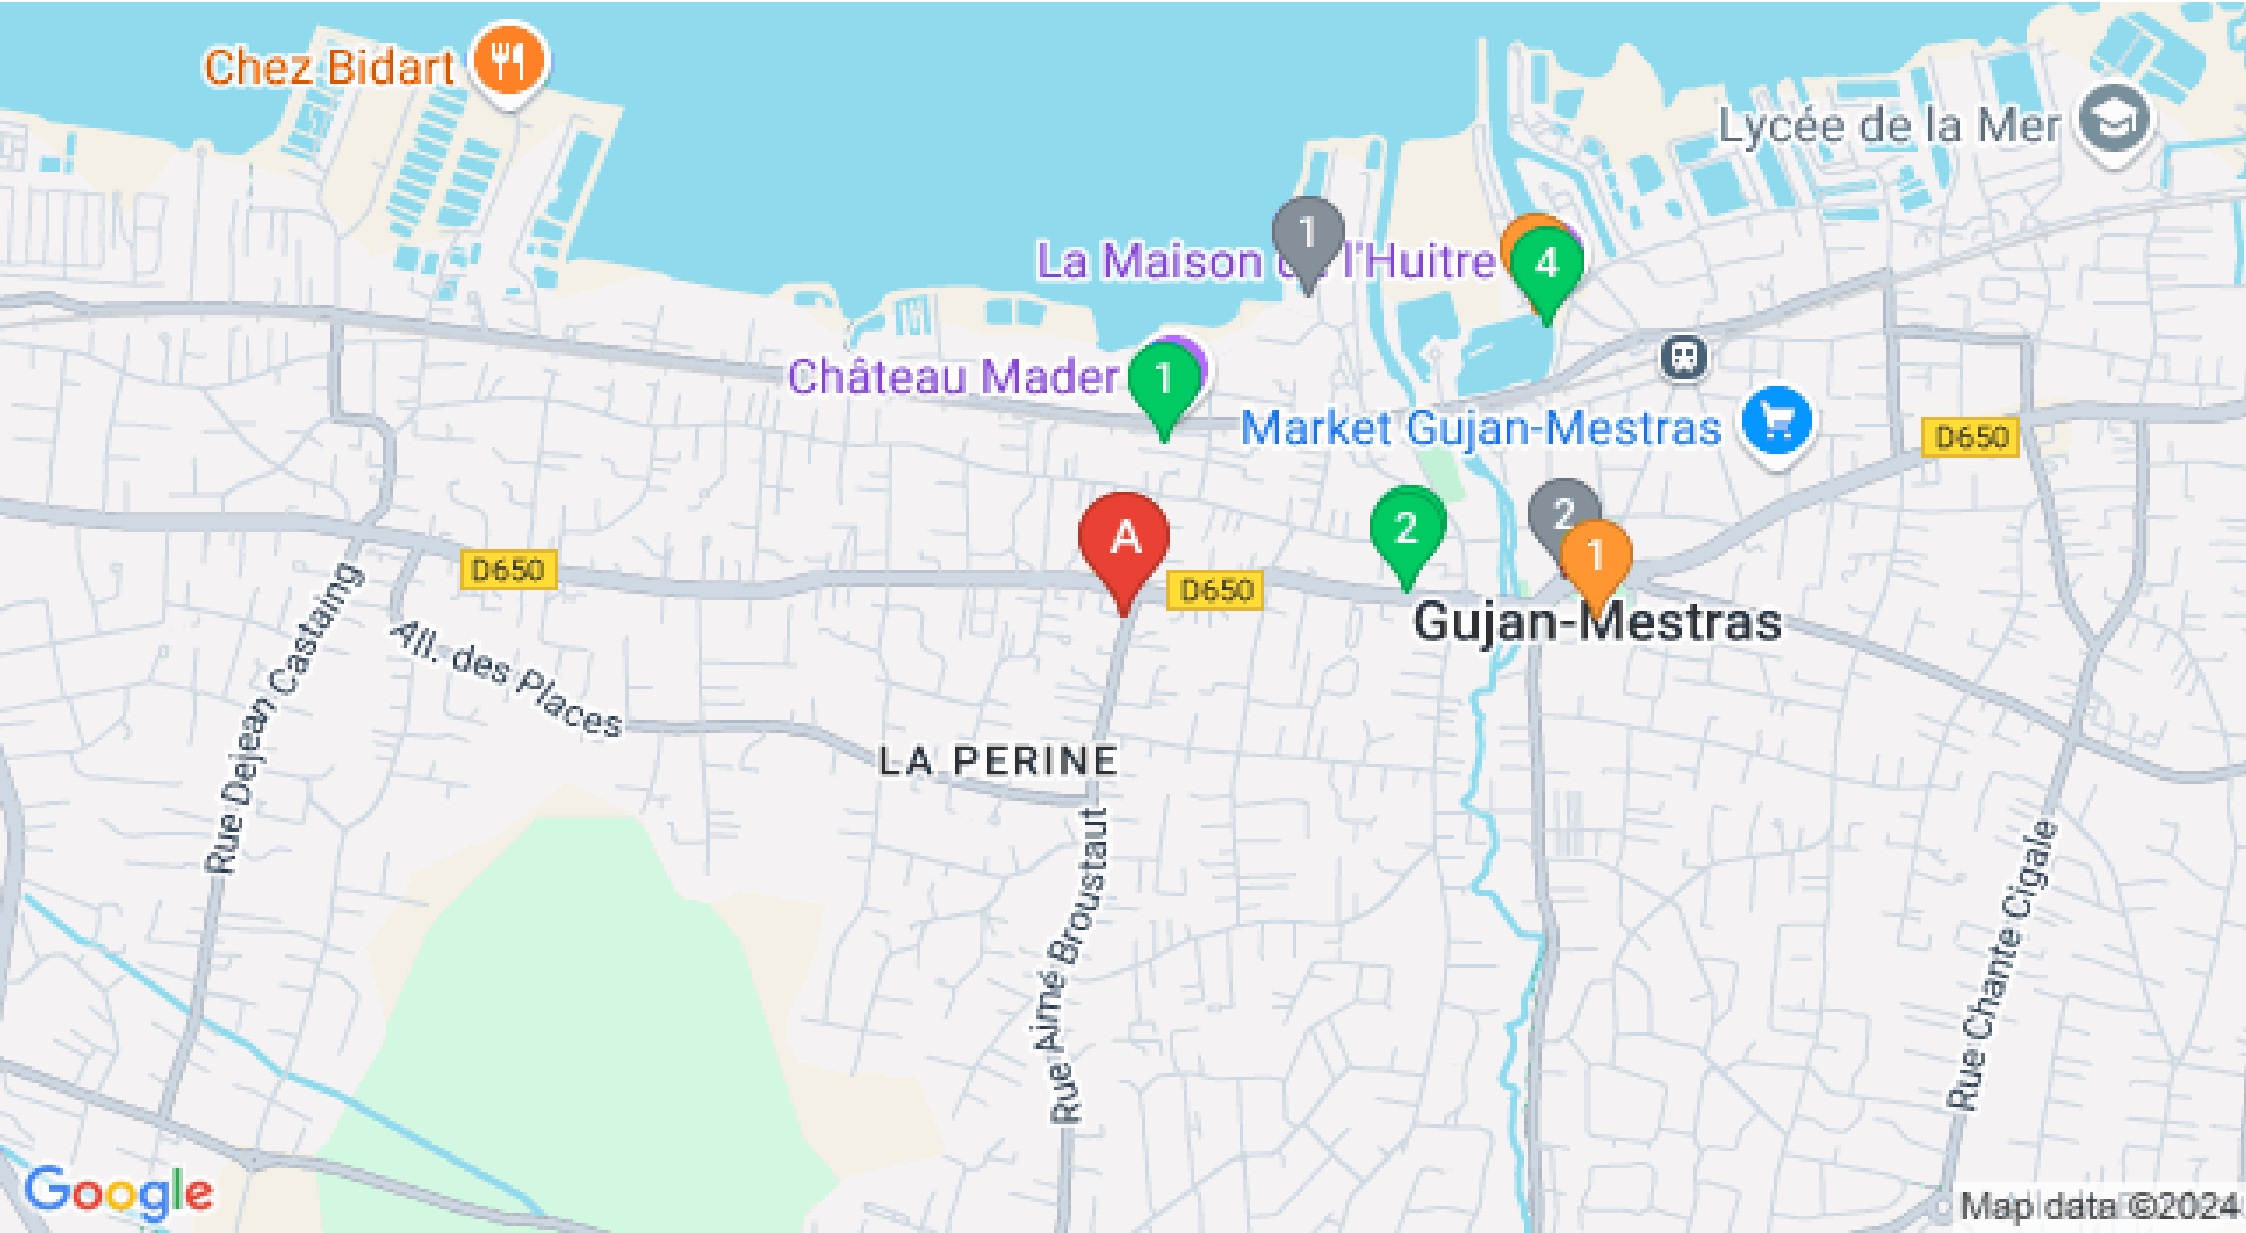 Chez Bidart
Lycée de la Mer
1
La Maison de l'Huitre
4
Château Mader
1
Market Gujan-Mestras
D650
2
2
A
1
D650
D650
Gujan-Mestras
Rue Dejean Castaing
All. des Places
LA PERINE
Rue Aimé Broustaut
Rue Chante Cigale
Google
Map data ©2024